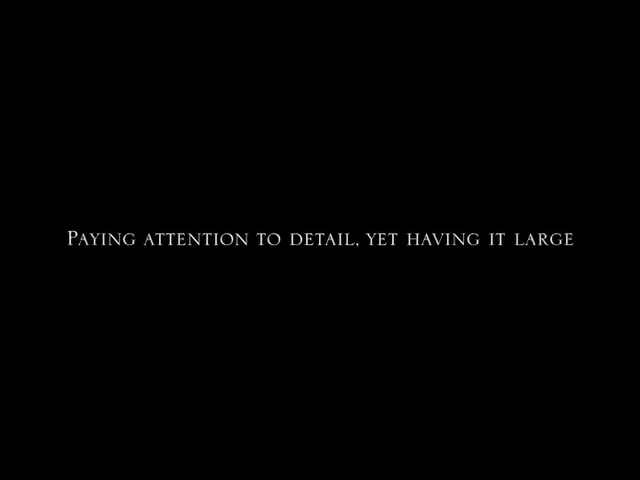 Paying attention to detail, yet having it large